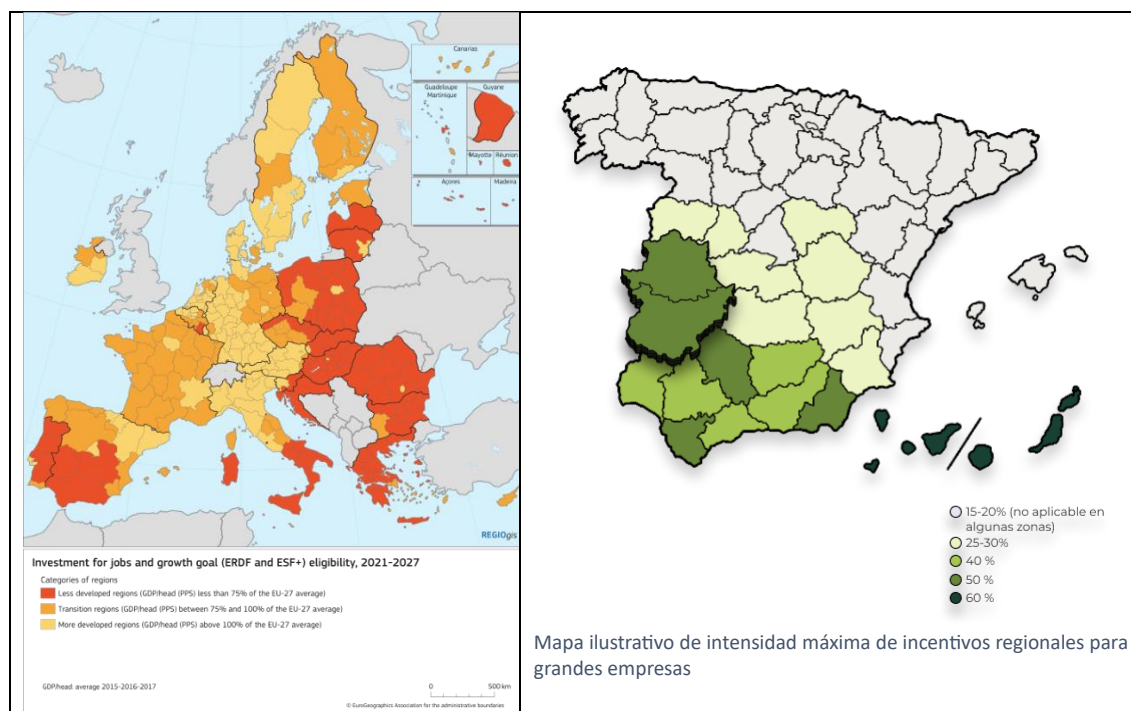 Canarias
Guadeloupe
Martinique
Guyane
Mayotte
Réunion
Açores
Madeira
REGIOgis
Investment for jobs and growth goal (ERDF and ESF+) eligibility, 2021-2027
Categories of regions
Less developed regions (GDP/head (PPS) less than 75% of the EU-27 average)
Transition regions (GDP/head (PPS) between 75% and 100% of the EU-27 average)
More developed regions (GDP/head (PPS) above 100% of the EU-27 average)
GDP/head: average 2015-2016-2017
0 500 km
© EuroGeographics Association for the administrative boundaries
15-20% (no aplicable en
algunas zonas)
25-30%
40 %
50 %
60 %
Mapa ilustrativo de intensidad máxima de incentivos regionales para
grandes empresas